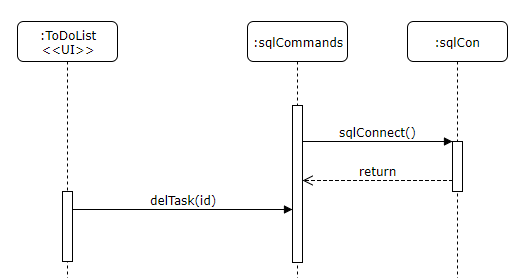 :ToDoList
<<UI>>
:sqlCommands
:sqlCon
sqlConnect()
return
delTask(id)